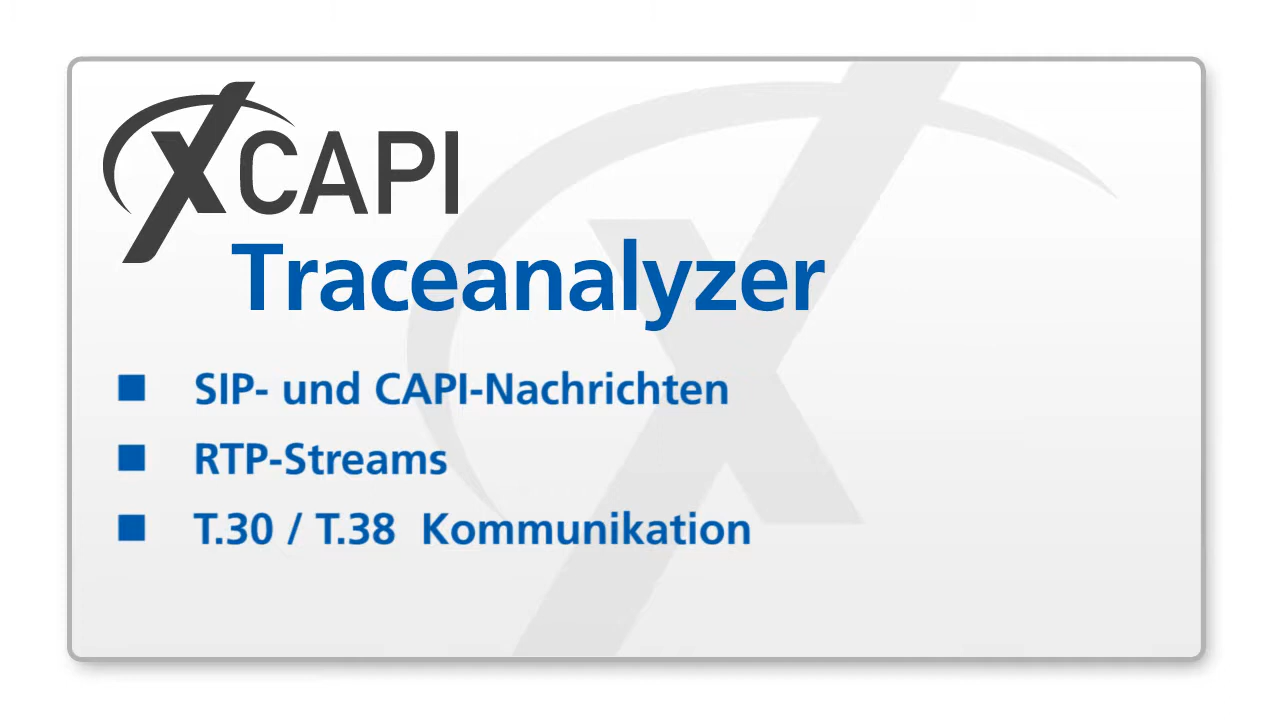 XCAPI
Traceanalyzer
SIP- und CAPI-Nachrichten
RTP-Streams
T.30 / T.38 Kommunikation